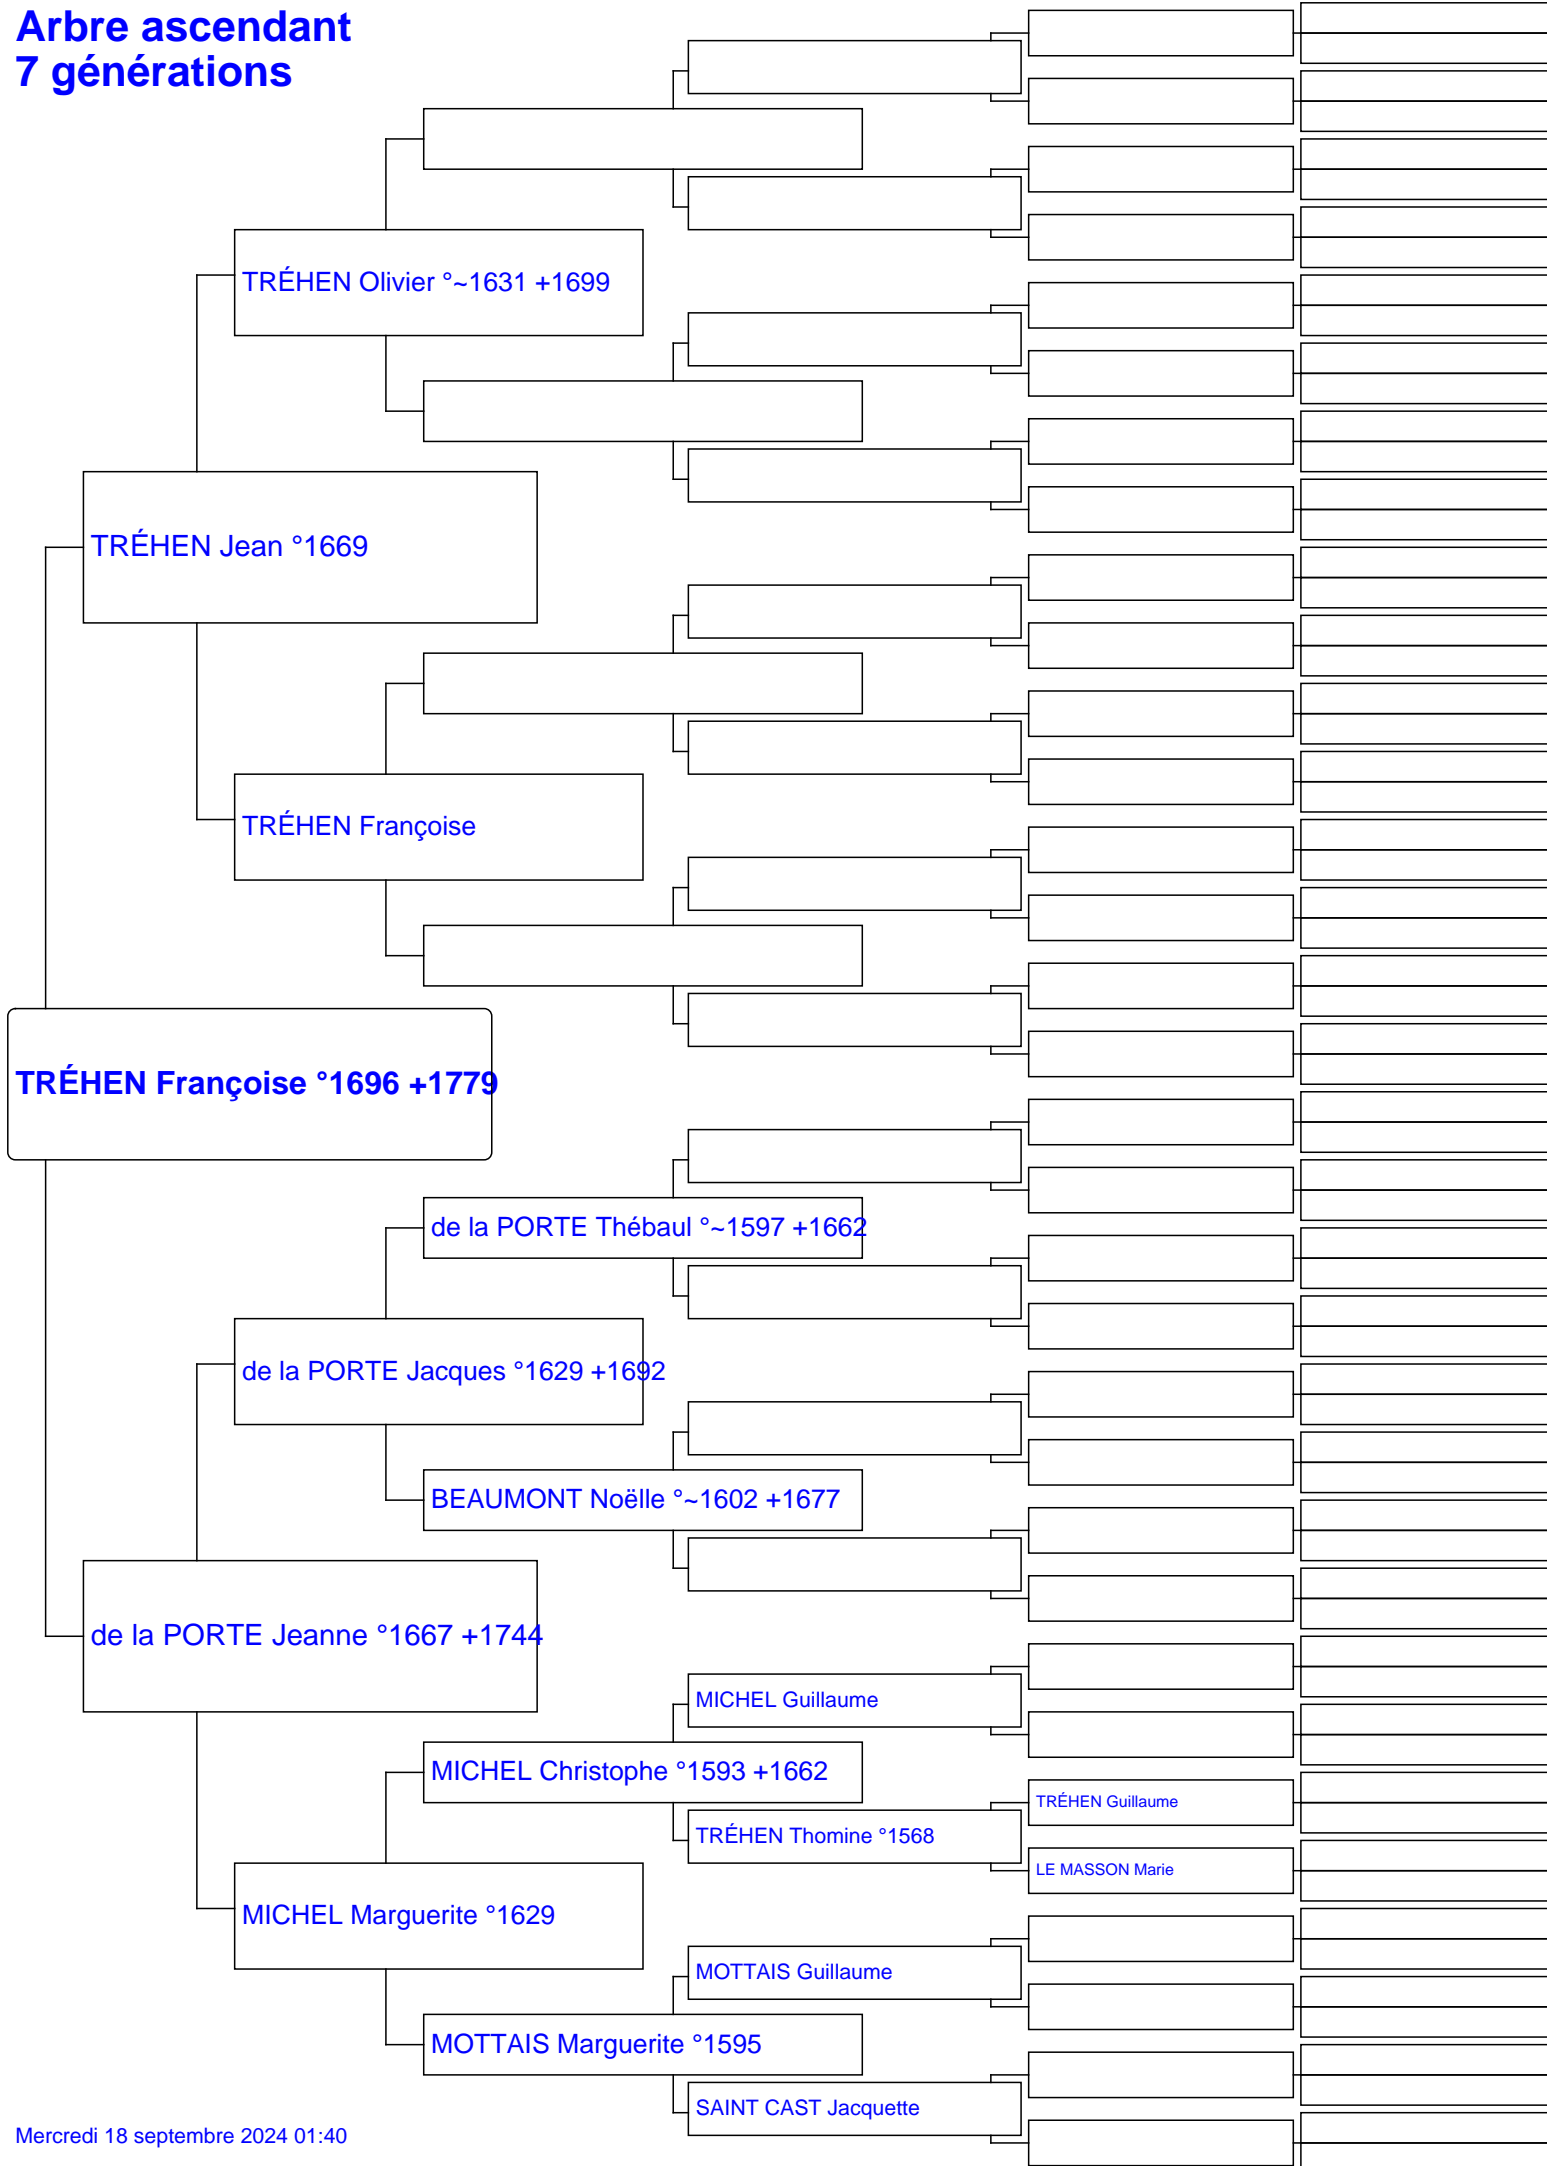 Arbre ascendant
7 générations
TRÉHEN Olivier °~1631 +1699
TRÉHEN Jean °1669
TRÉHEN Françoise
TRÉHEN Françoise °1696 +1779
de la PORTE Thébaul °~1597 +1662
de la PORTE Jacques °1629 +1692
BEAUMONT Noëlle °~1602 +1677
de la PORTE Jeanne °1667 +1744
MICHEL Guillaume
MICHEL Christophe °1593 +1662
TRÉHEN Guillaume
TRÉHEN Thomine °1568
LE MASSON Marie
MICHEL Marguerite °1629
MOTTAIS Guillaume
MOTTAIS Marguerite °1595
SAINT CAST Jacquette
Mercredi 18 septembre 2024 01:40